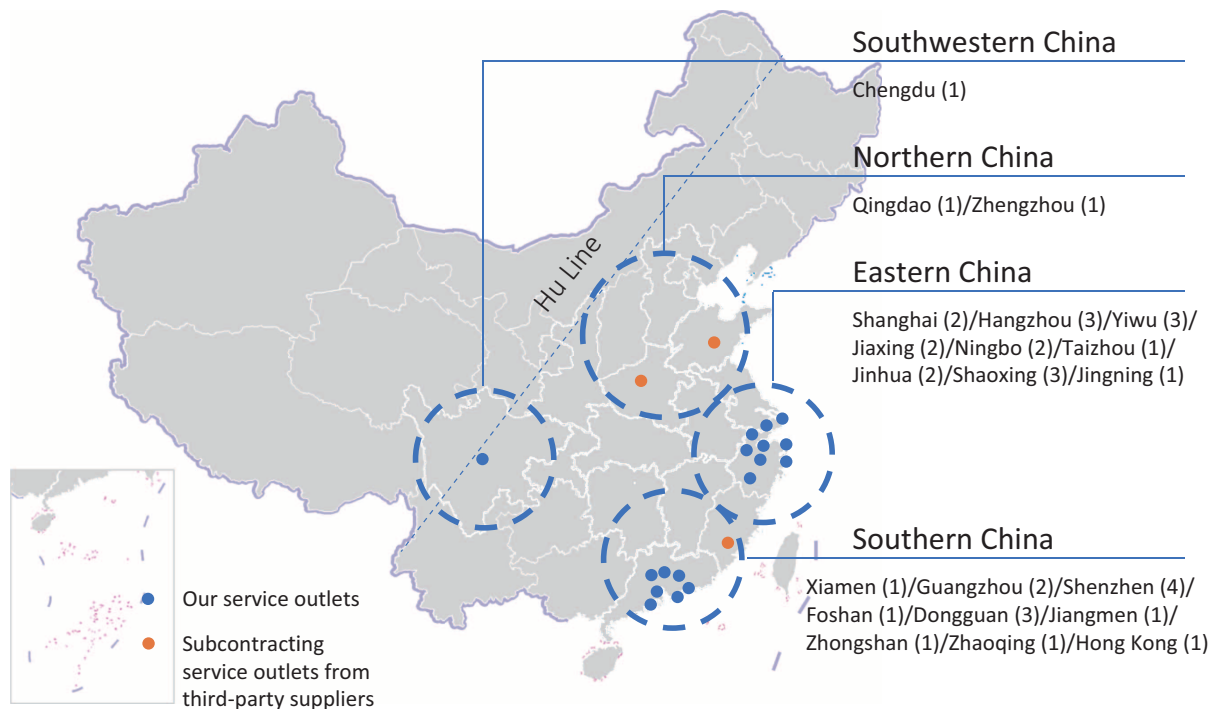 Southwestern China
Chengdu (1)
Northern China
Qingdao (1)/Zhengzhou (1)
Hu Line
Eastern China
Shanghai (2)/Hangzhou (3)/Yiwu (3)/
Jiaxing (2)/Ningbo (2)/Taizhou (1)/
Jinhua (2)/Shaoxing (3)/Jingning (1)
Southern China
Xiamen (1)/Guangzhou (2)/Shenzhen (4)/
Foshan (1)/Dongguan (3)/Jiangmen (1)/
Zhongshan (1)/Zhaoqing (1)/Hong Kong (1)
Our service outlets
Subcontracting
service outlets from
third-party suppliers